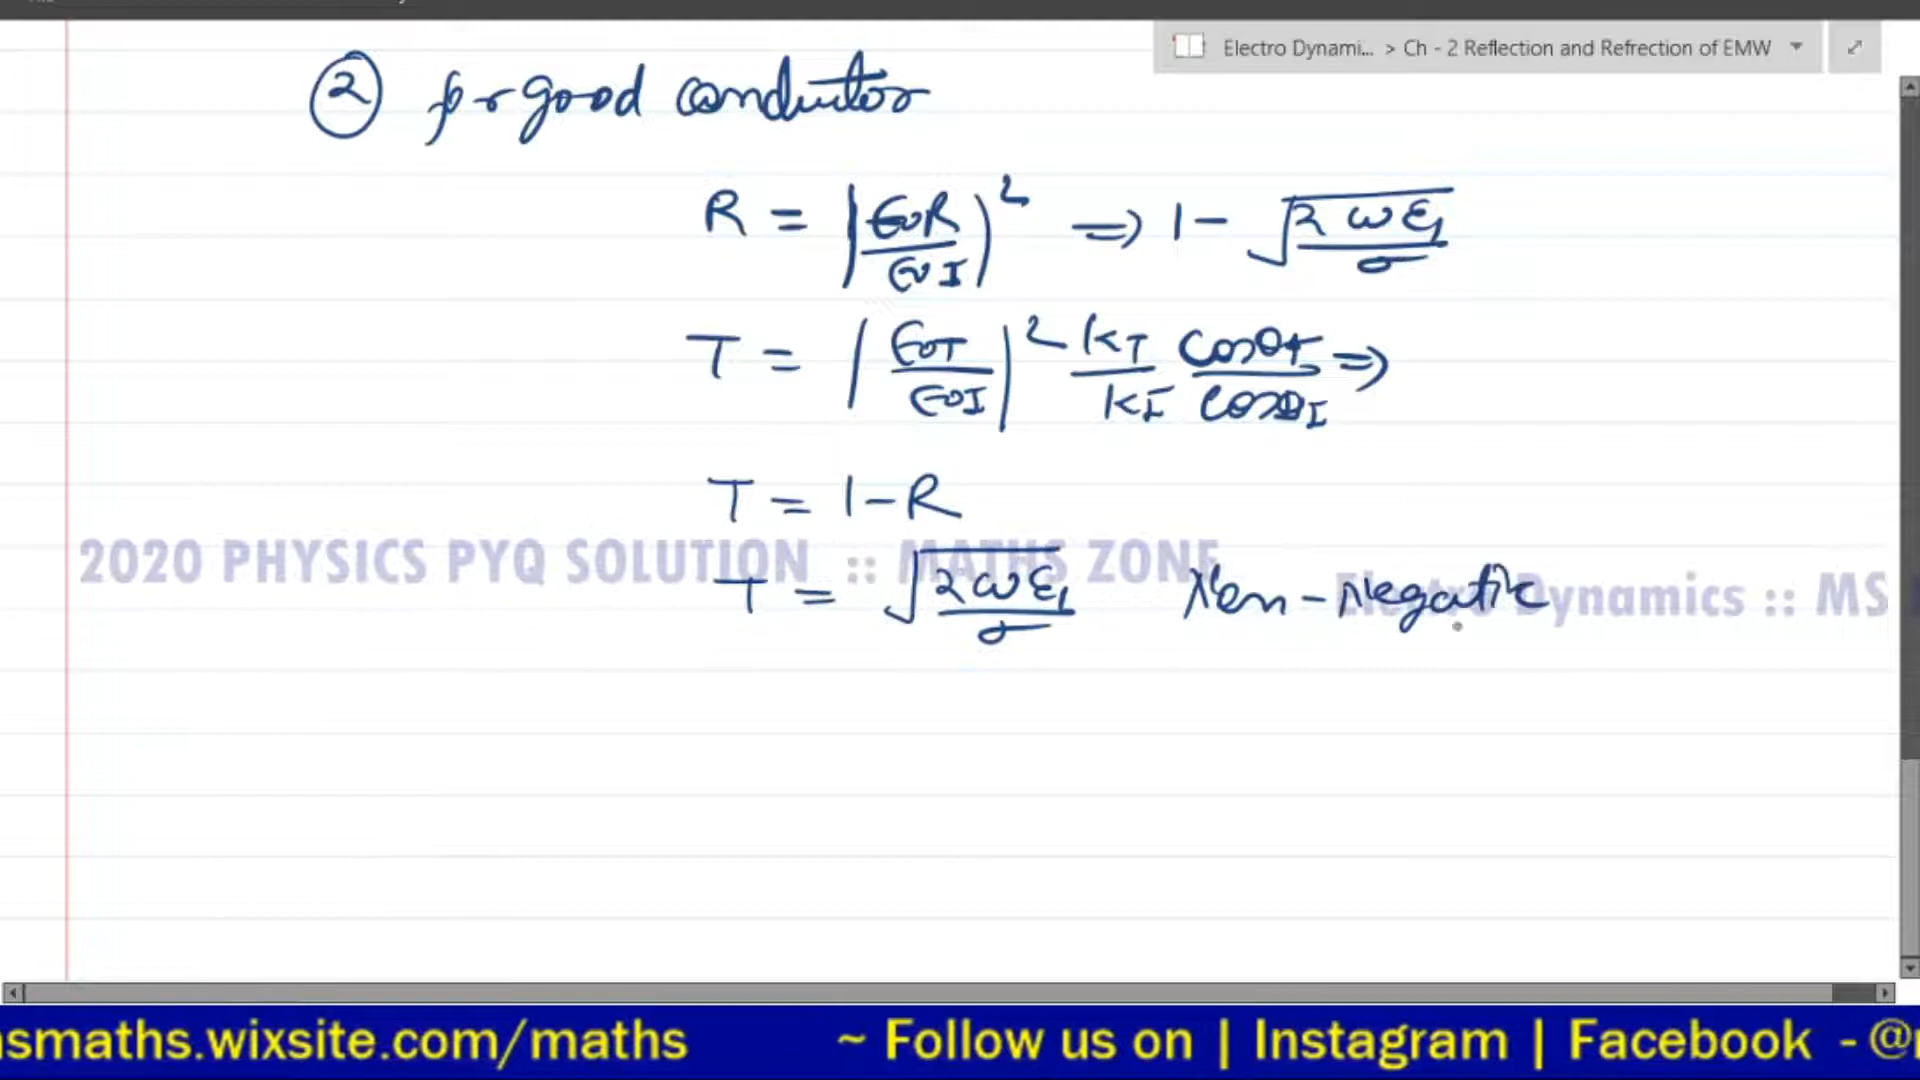 Electro Dynami... > Ch - 2 Reflection and Refrection of EMW
② for good conductor
R = |E0R/E0I|² ⇒ 1 - √(2ωε₁/σ)
T = |E0T/E0I|² kT/kI cosθT/cosθI ⇒
T = 1 - R
2020 PHYSICS PYQ SOLUTION :: MATHS ZONE
Electro Dynamics :: MS
T = √(2ωε₁/σ) Non-Negative
nsmaths.wixsite.com/maths ~ Follow us on | Instagram | Facebook - @